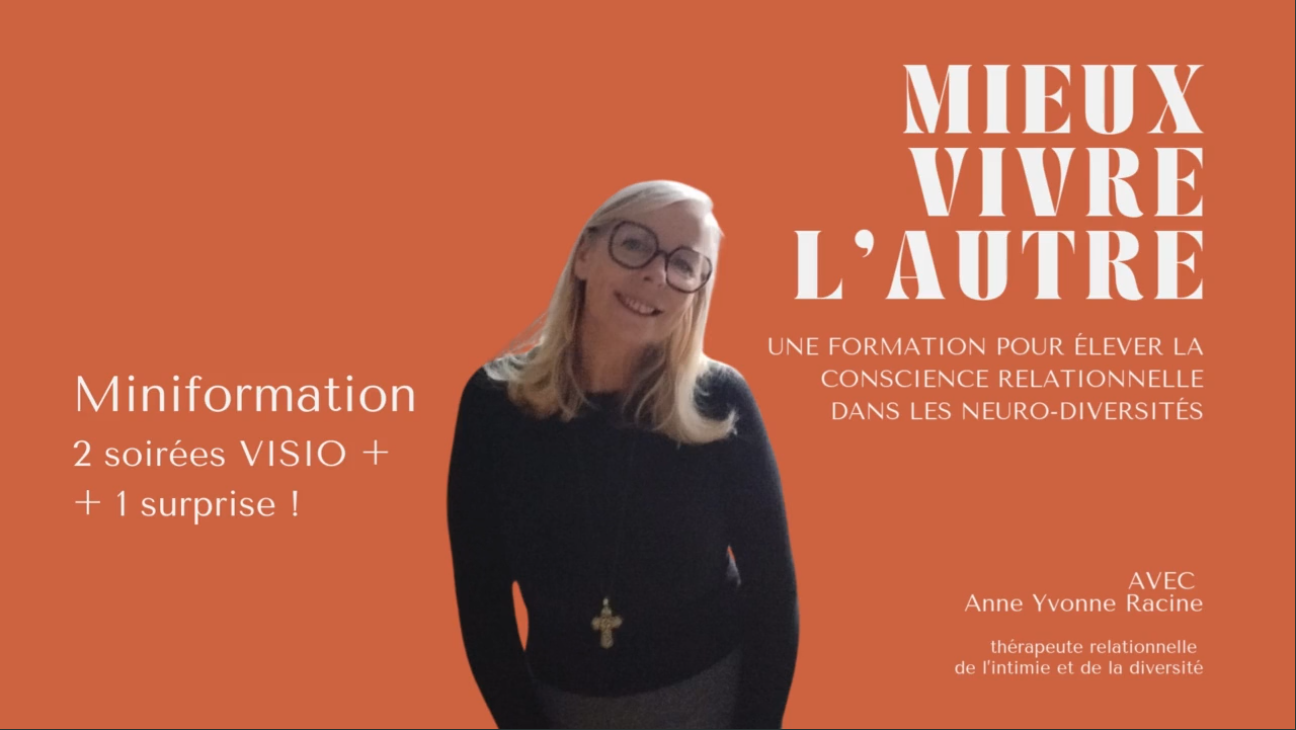 MIEUX
VIVRE
L'AUTRE
UNE FORMATION POUR ÉLEVER LA
CONSCIENCE RELATIONNELLE
DANS LES NEURO-DIVERSITÉS
Miniformation
2 soirées VISIO +
+ 1 surprise !
AVEC
Anne Yvonne Racine
thérapeute relationnelle
de l'intimie et de la diversité